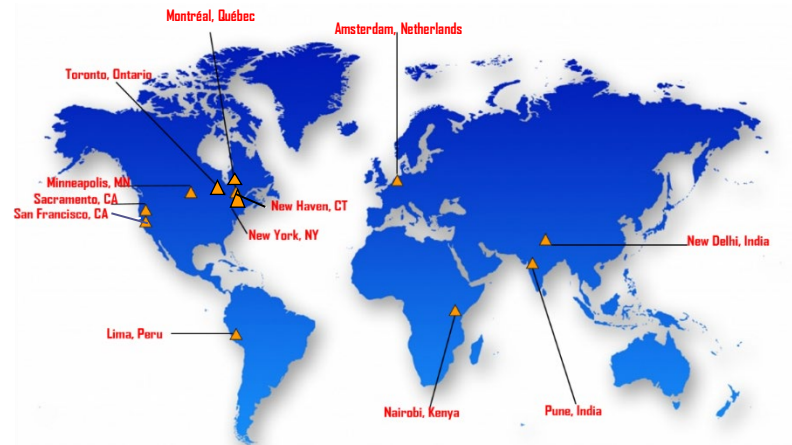 Montréal, Québec
Amsterdam, Netherlands
Toronto, Ontario
Minneapolis, MN
Sacramento, CA
San Francisco, CA
New Haven, CT
New York, NY
New Delhi, India
Lima, Peru
Nairobi, Kenya
Pune, India